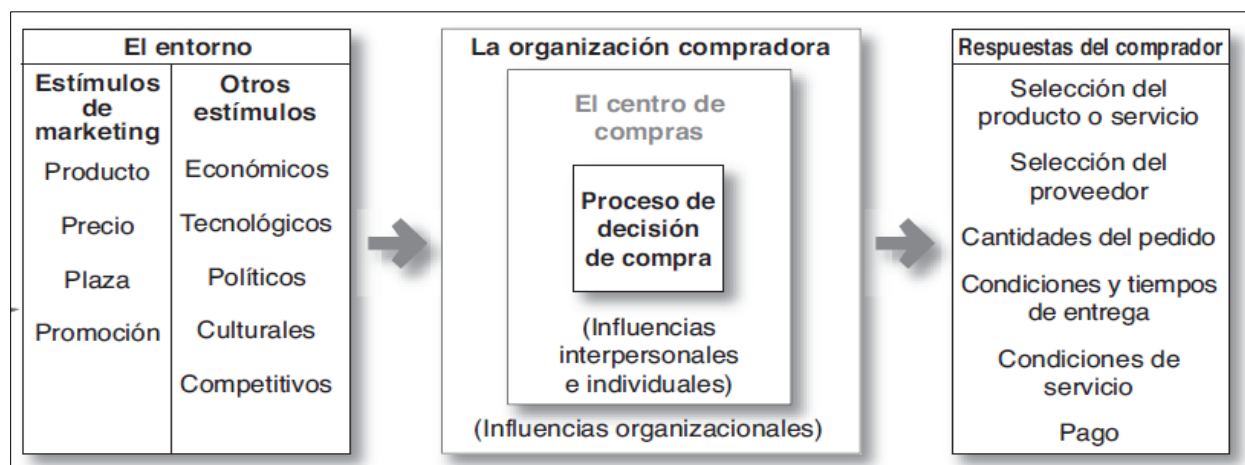 El entorno
Estímulos
de
marketing
Producto
Precio
Plaza
Promoción
Otros
estímulos
Económicos
Tecnológicos
Políticos
Culturales
Competitivos
La organización compradora
El centro de
compras
Proceso de
decisión
de compra
(Influencias
interpersonales
e individuales)
(Influencias organizacionales)
Respuestas del comprador
Selección del
producto o servicio
Selección del
proveedor
Cantidades del pedido
Condiciones y tiempos
de entrega
Condiciones de
servicio
Pago